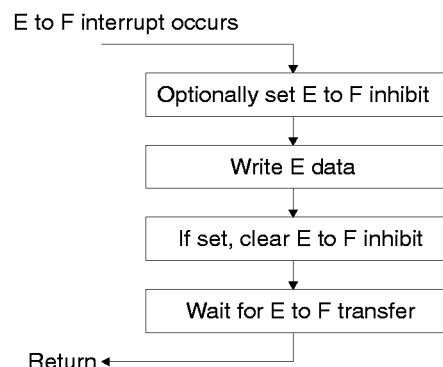 E to F interrupt occurs
Optionally set E to F inhibit
Write E data
If set, clear E to F inhibit
Wait for E to F transfer
Return